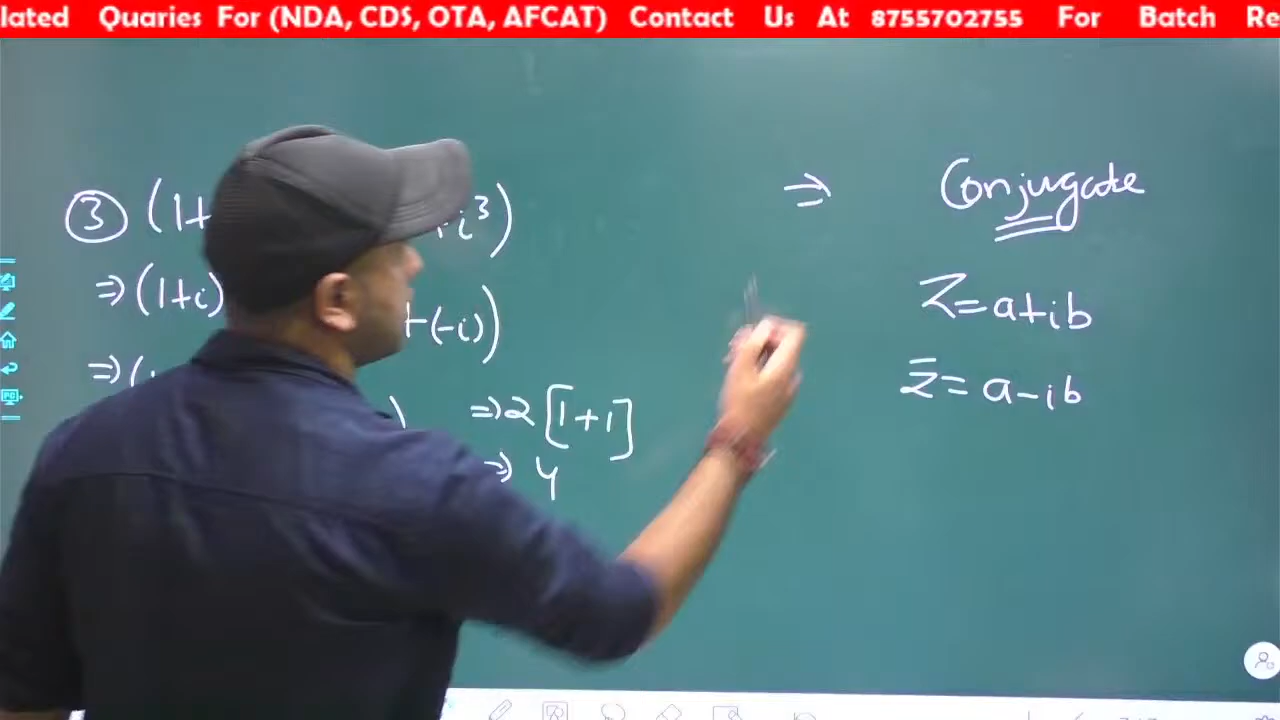 lated Quaries For (NDA, CDS, OTA, AFCAT) Contact Us At 8755702755 For Batch Re
③ (1+ +i³)
⇒(1+i) +(-i))
⇒(
) ⇒2[1+1]
⇒ 4
⇒ Conjugate
Z=a+ib
z̄=a-ib